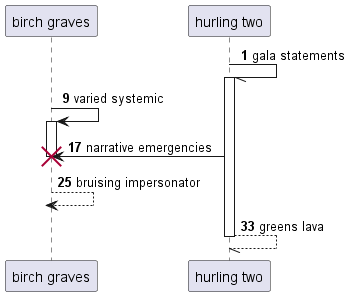 birch graves
hurling two
1 gala statements
9 varied systemic
17 narrative emergencies
25 bruising impersonator
33 greens lava
birch graves
hurling two